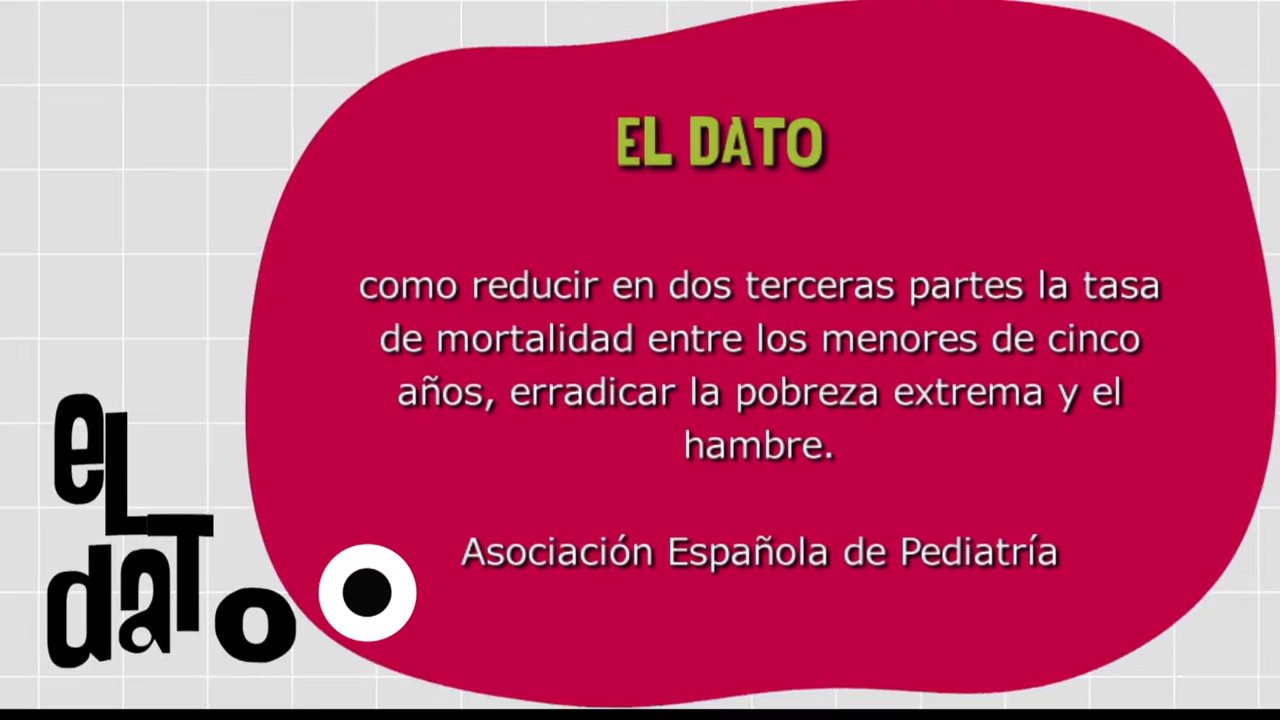 EL DATO
como reducir en dos terceras partes la tasa
de mortalidad entre los menores de cinco
años, erradicar la pobreza extrema y el
hambre.
Asociación Española de Pediatría
eL
daTo